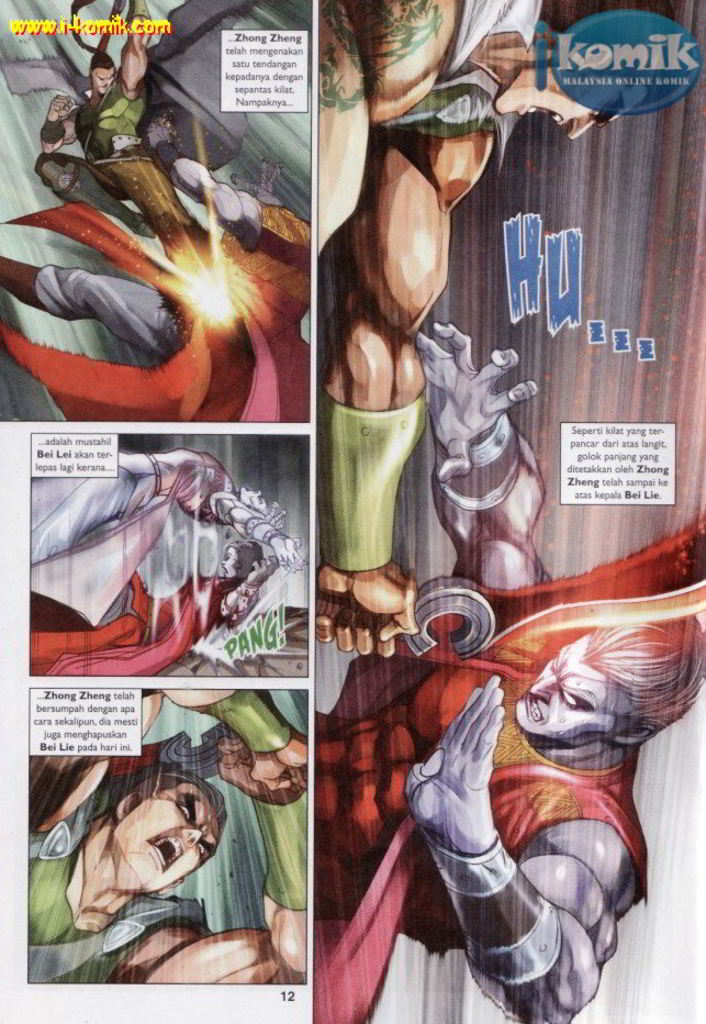 www.i-komik.com
...Zhong Zheng
telah mengenakan
satu tendangan
kepadanya dengan
sepantas kilat.
Nampaknya...
ikomik
MALAYSIA ONLINE KOMIK
...adalah mustahil
Bei Lei akan ter-
lepas lagi kerana....
PANG!
...Zhong Zheng telah
bersumpah dengan apa
cara sekalipun, dia mesti
juga menghapuskan
Bei Lie pada hari ini.
HU...
Seperti kilat yang ter-
pancar dari atas langit,
golok panjang yang
ditetakkan oleh Zhong
Zheng telah sampai ke
atas kepala Bei Lie.
12